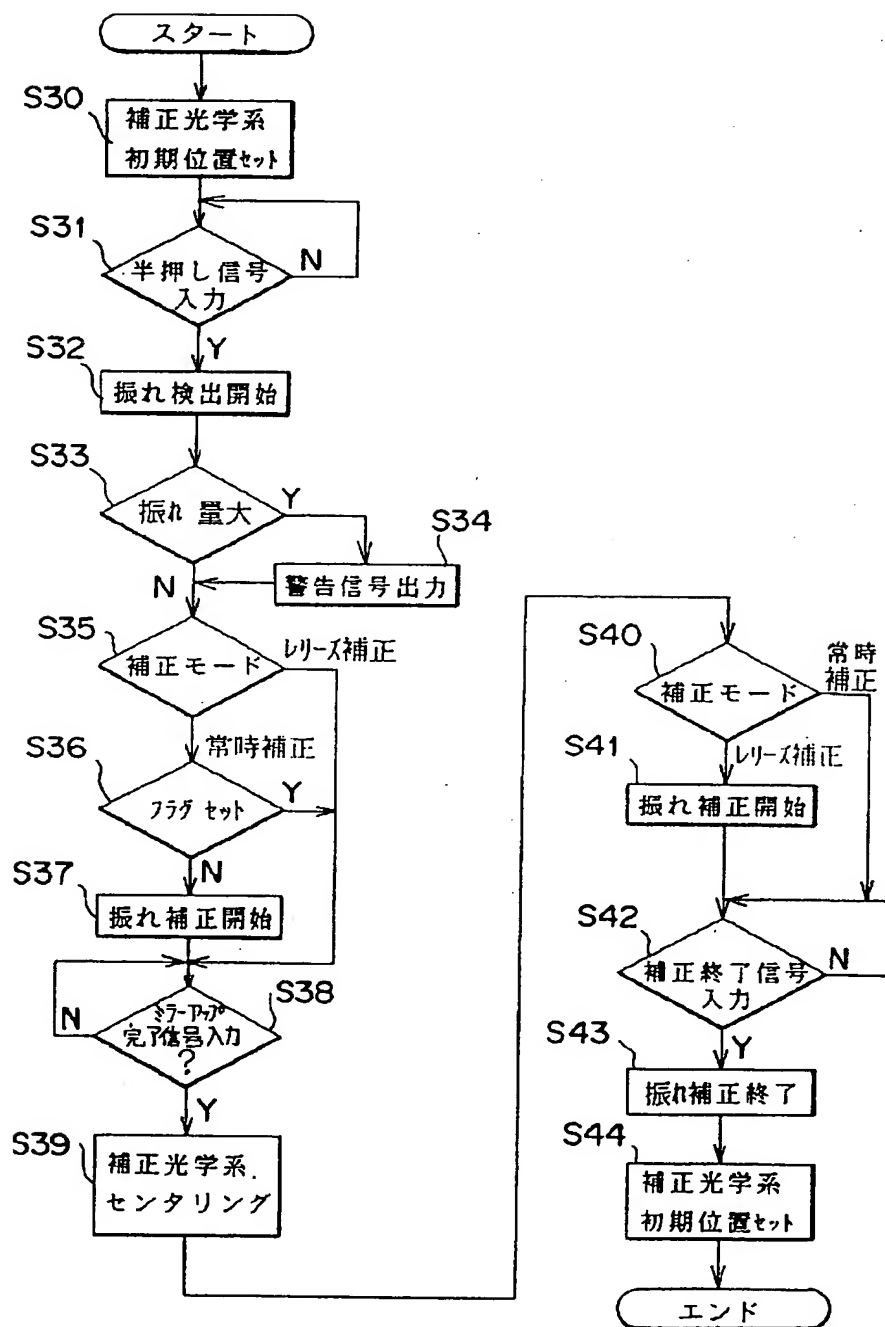 スタート
S30
補正光学系
初期位置セット
S31
半押し信号
入力
N
Y
S32
振れ検出開始
S33
振れ 量大
Y
N
S34
警告信号出力
S35
補正モード
レリーズ補正
常時補正
S36
フラグ セット
Y
N
S37
振れ補正開始
S38
ミラーアップ
完了信号入力
?
N
Y
S39
補正光学系
センタリング
S40
補正モード
常時
補正
レリーズ補正
S41
振れ補正開始
S42
補正終了信号
入力
N
Y
S43
振れ補正終了
S44
補正光学系
初期位置セット
エンド